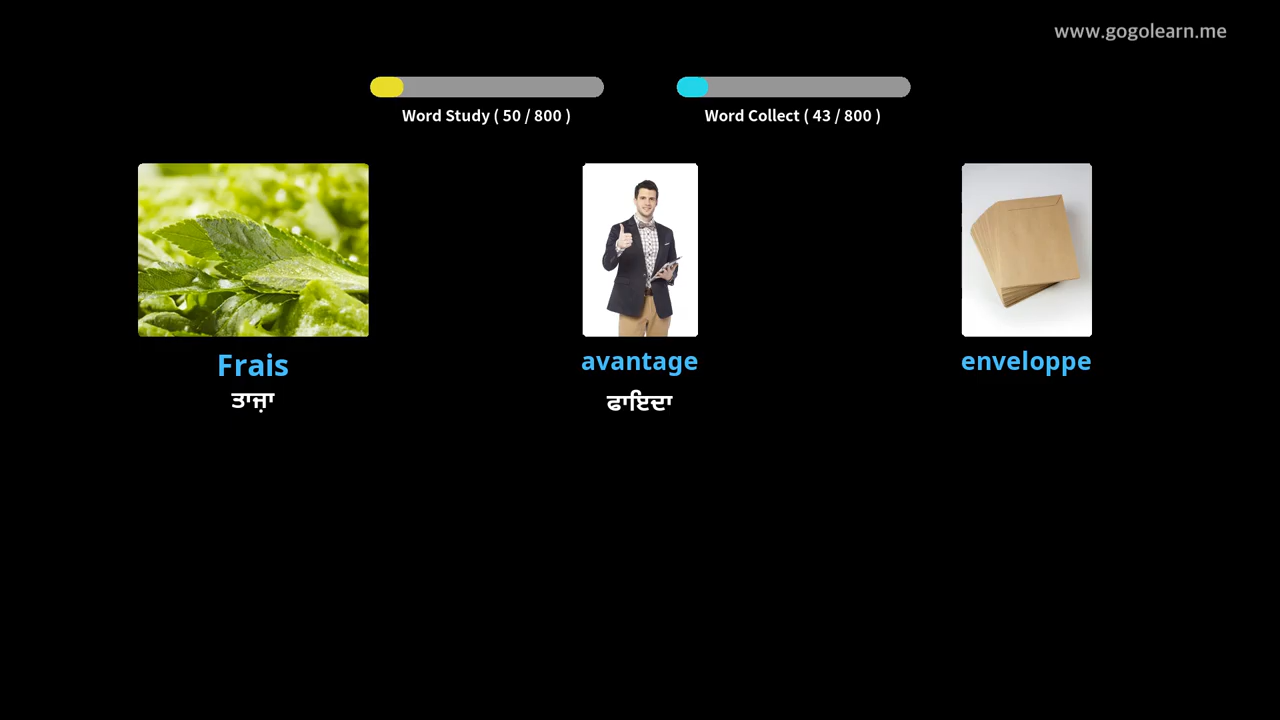 www.gogolearn.me
Word Study ( 50 / 800 )
Word Collect ( 43 / 800 )
Frais
avantage
enveloppe
ਤਾਜ਼ਾ
ਫਾਇਦਾ